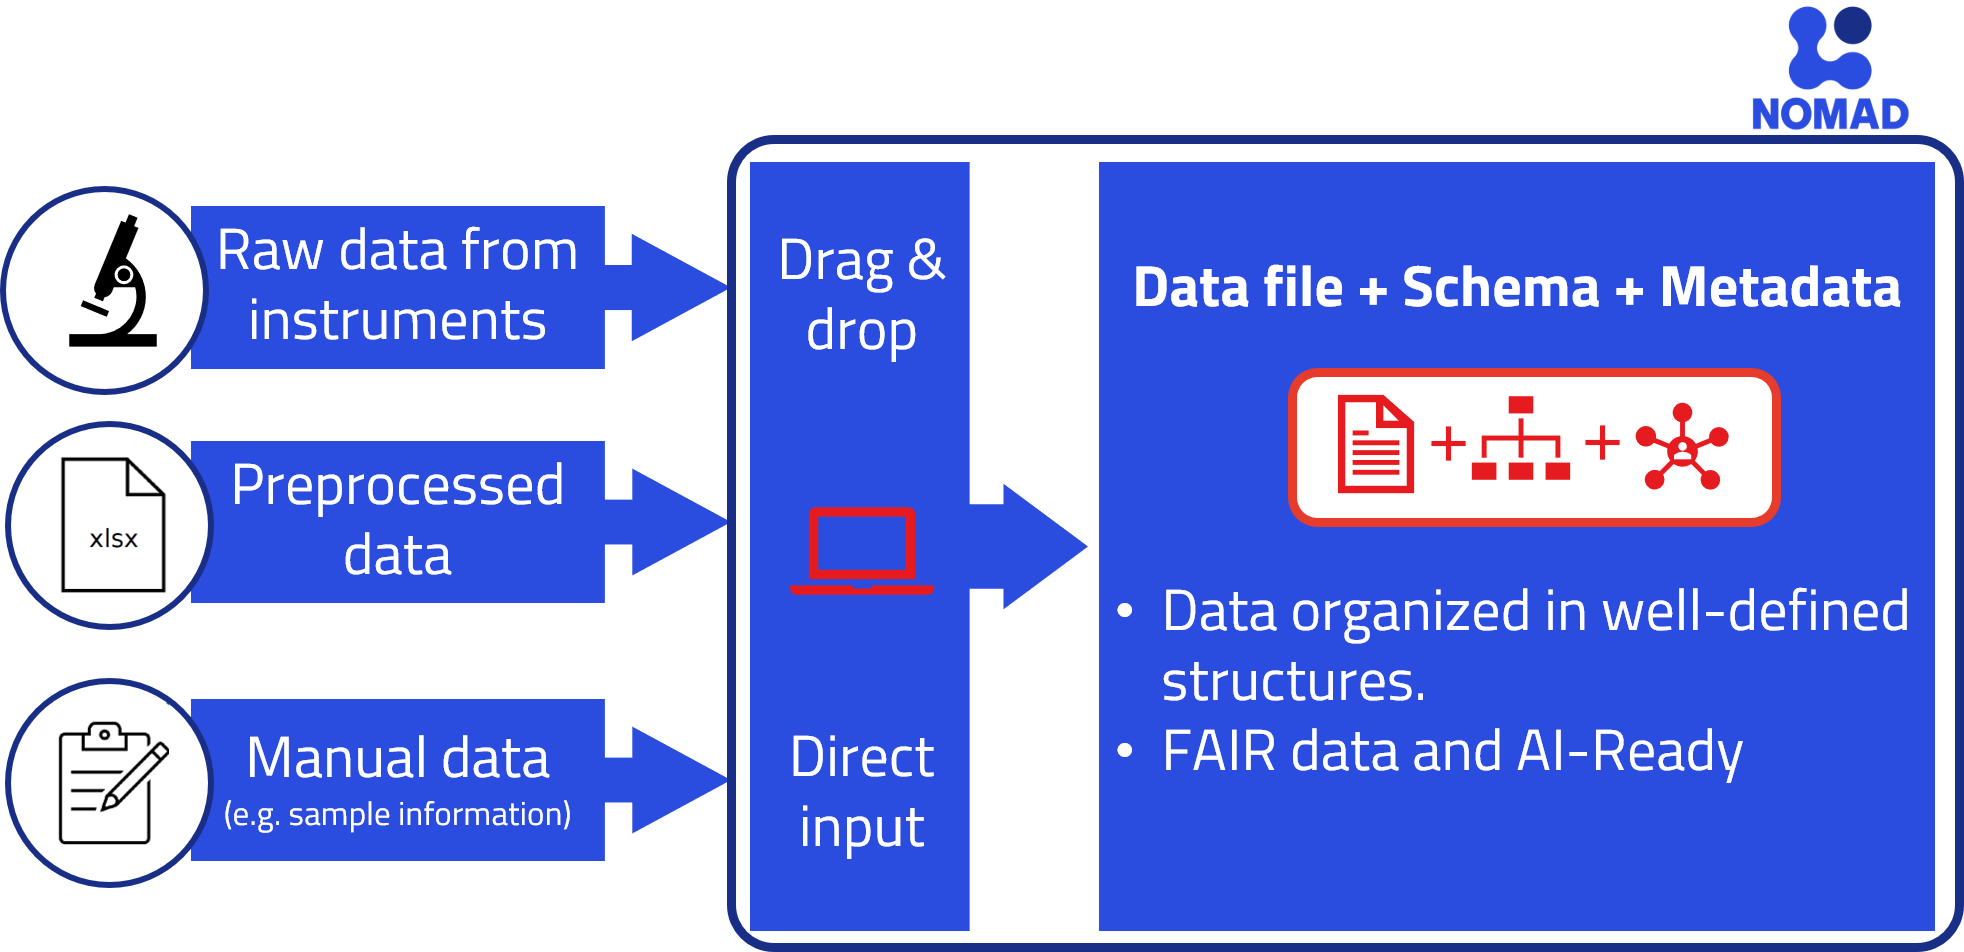 NOMAD
Raw data from
instruments
xlsx
Preprocessed
data
Manual data
(e.g. sample information)
Drag &
drop
Direct
input
Data file + Schema + Metadata
+ +
• Data organized in well-defined
structures.
• FAIR data and AI-Ready